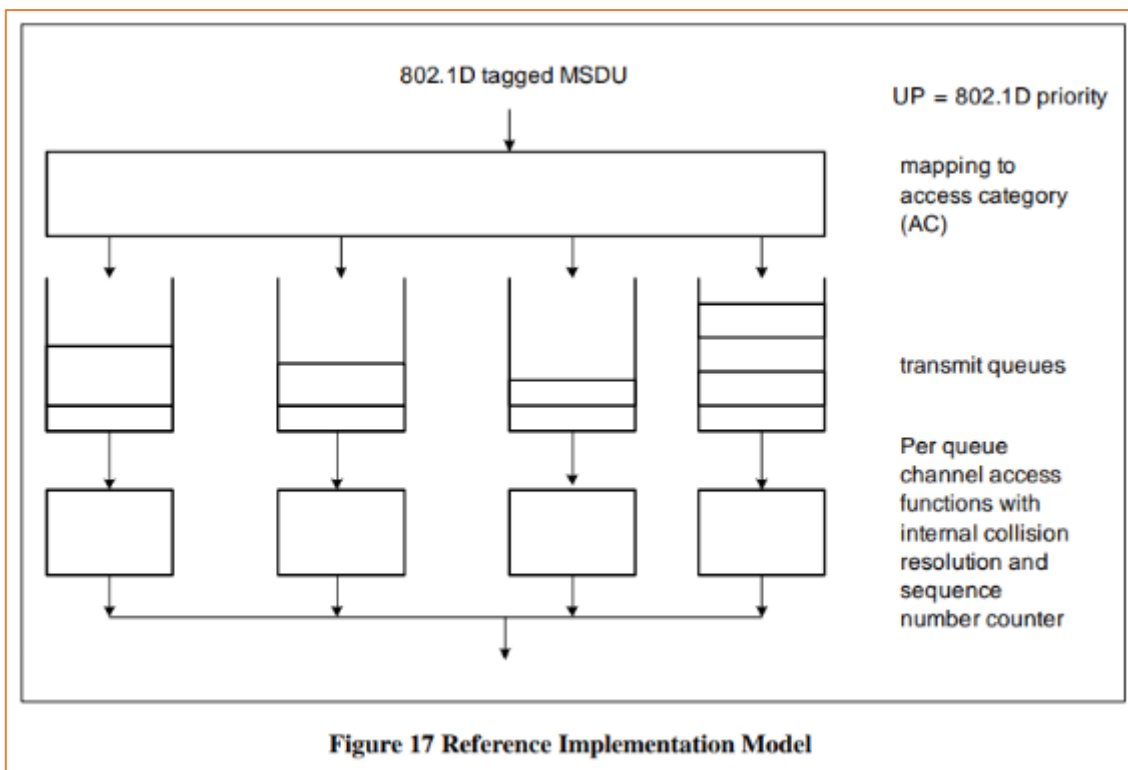 802.1D tagged MSDU
UP = 802.1D priority
mapping to
access category
(AC)
transmit queues
Per queue
channel access
functions with
internal collision
resolution and
sequence
number counter
Figure 17 Reference Implementation Model